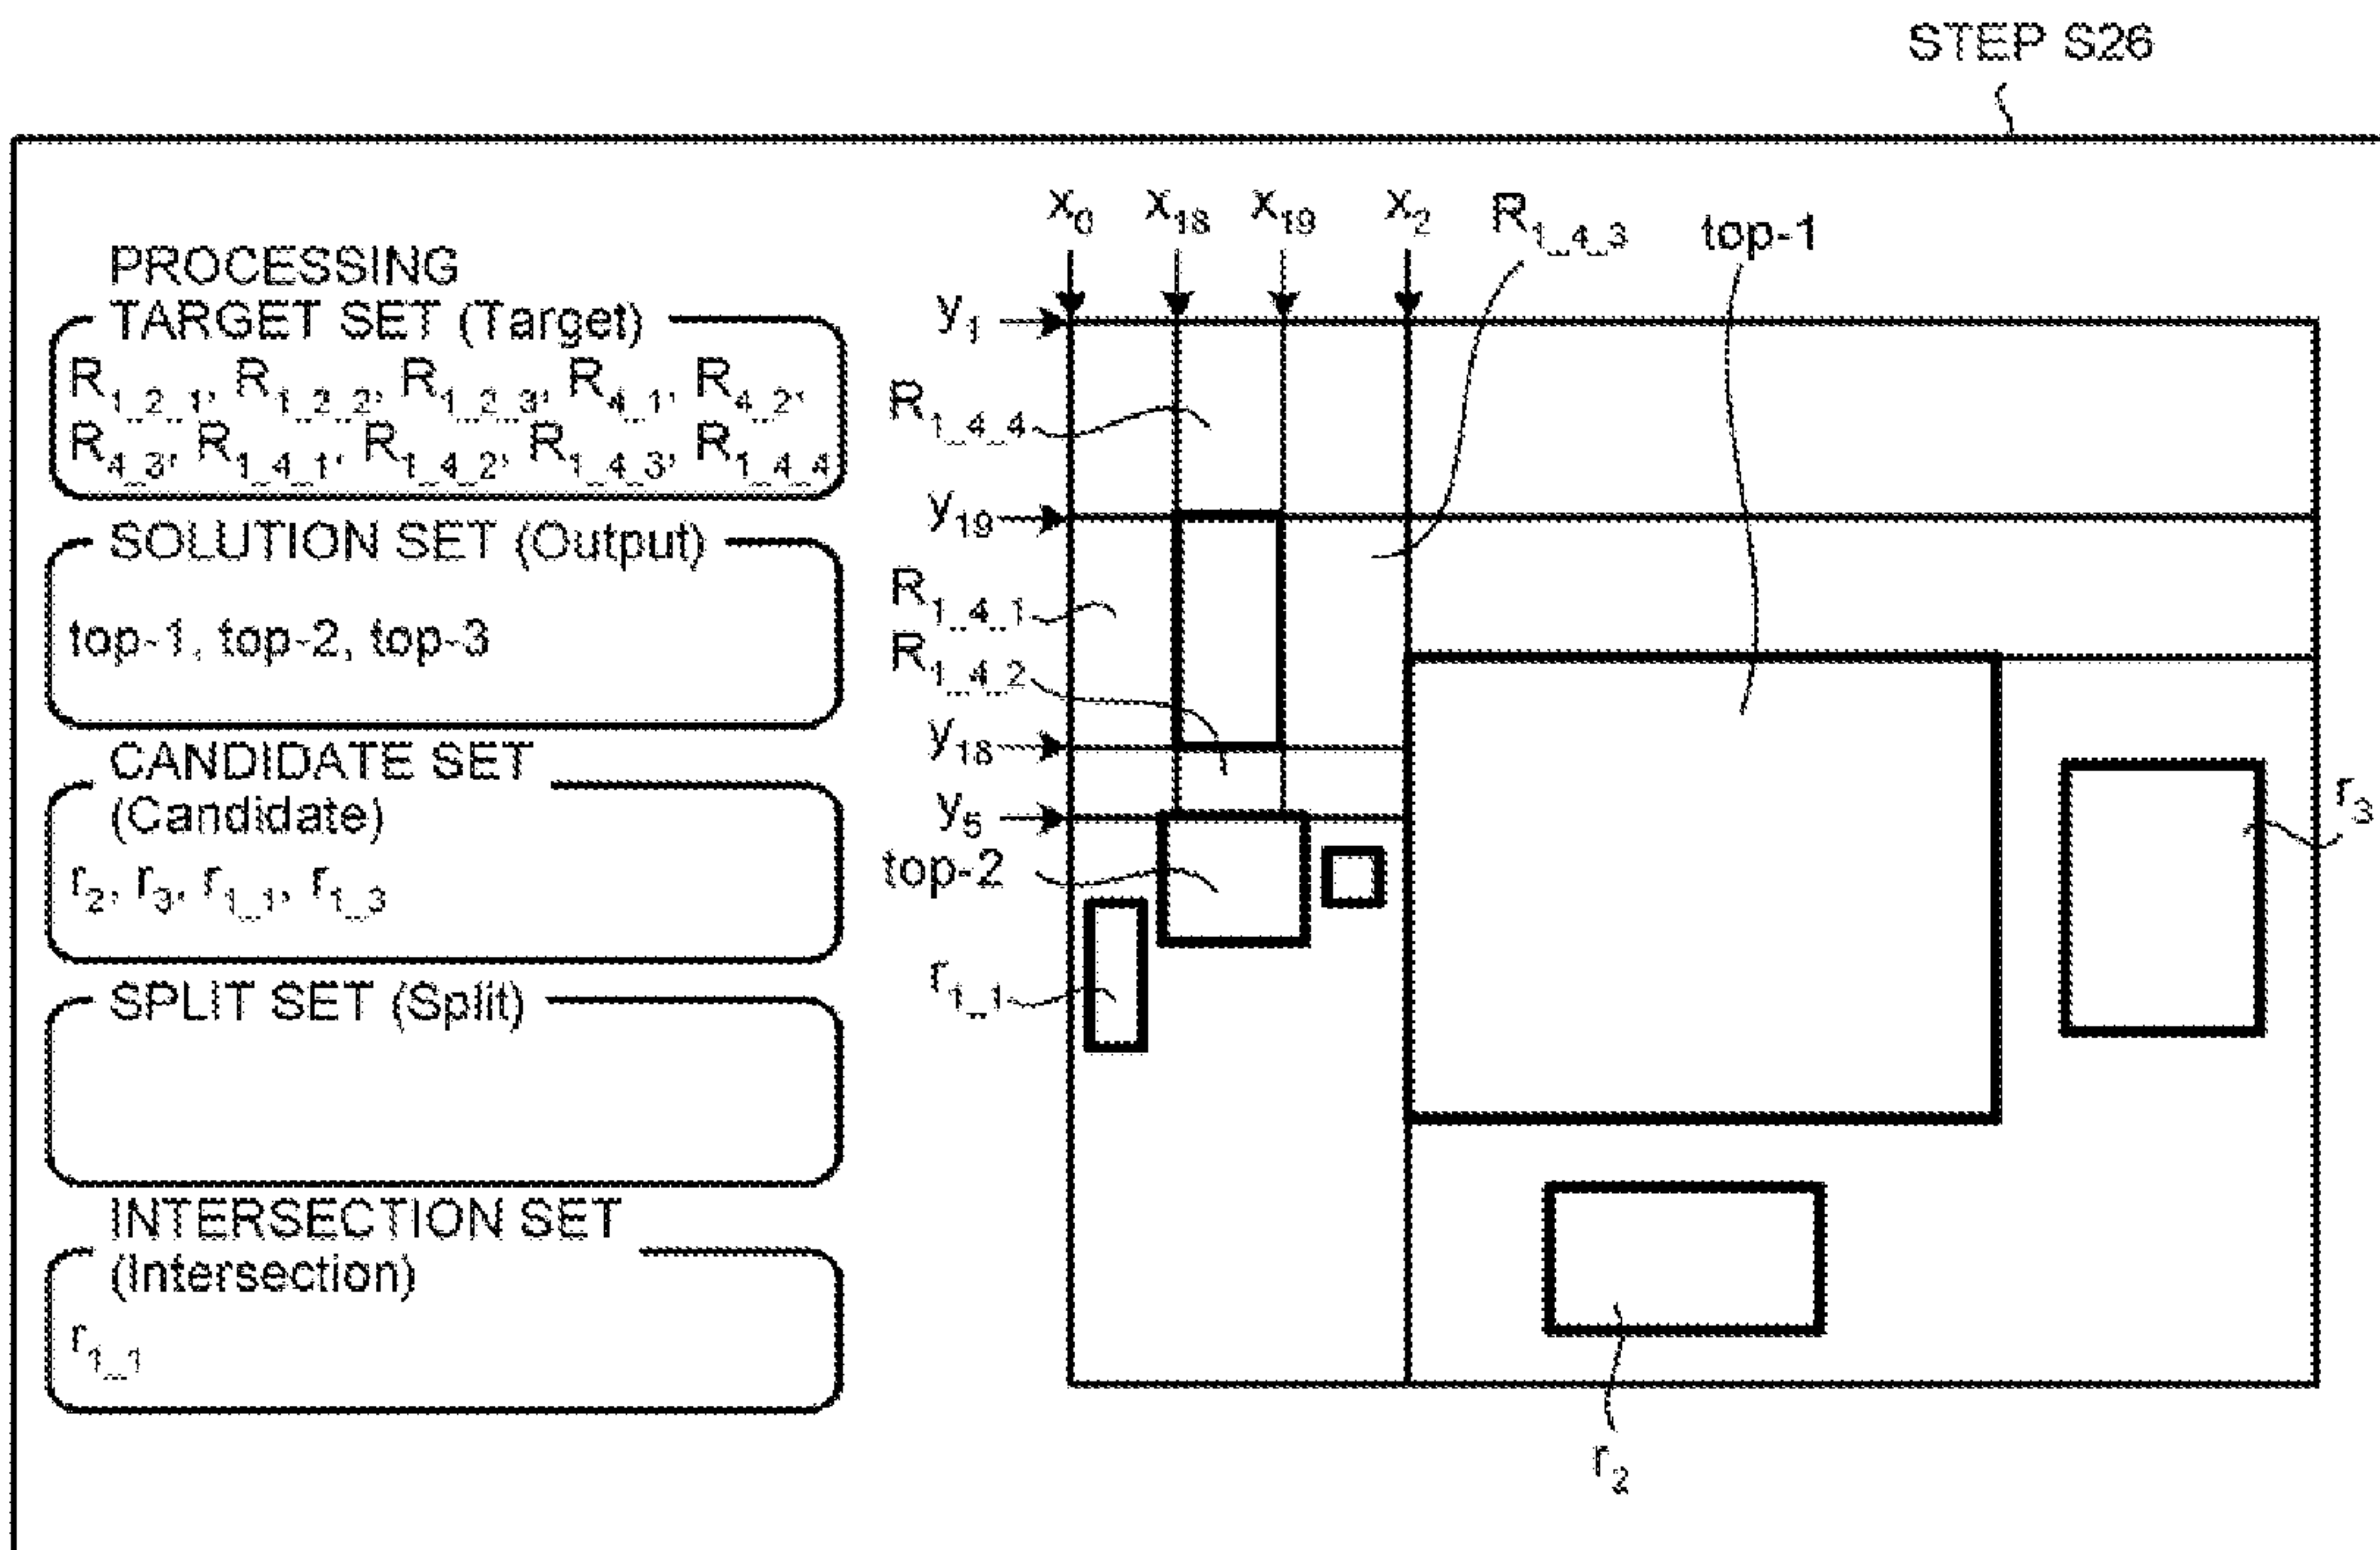 STEP S26
PROCESSING
TARGET SET (Target)
R1_2_1, R1_2_2, R1_2_3, R4_1, R4_2,
R4_3, R1_4_1, R1_4_2, R1_4_3, R1_4_4
SOLUTION SET (Output)
top-1, top-2, top-3
CANDIDATE SET
(Candidate)
r2, r3, r1_1, r1_3
SPLIT SET (Split)
INTERSECTION SET
(Intersection)
r1_1
x0 x18 x19 x2 R1_4_3 top-1
y1
R1_4_4
y19
R1_4_1
R1_4_2
y18
y5
top-2
r1_1
r3
r2